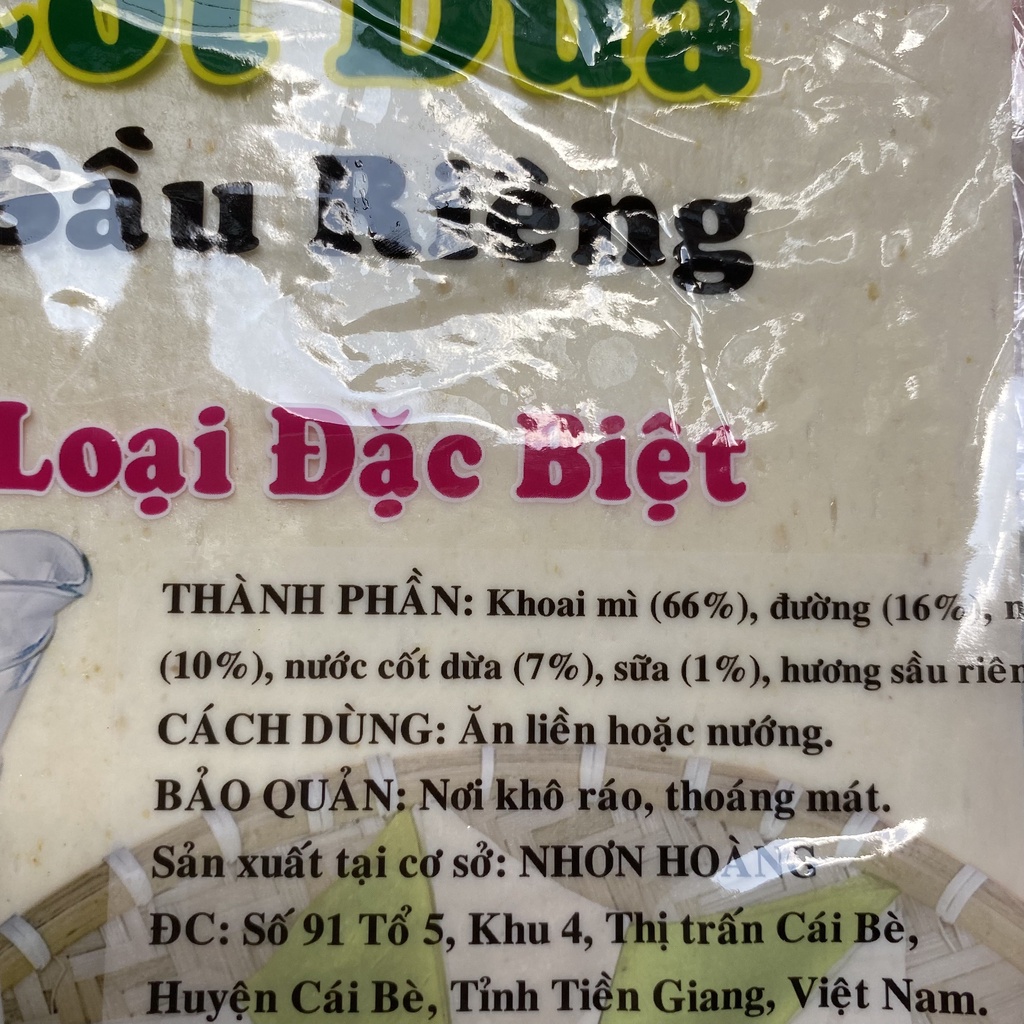 Cốt Dừa
Sầu Riêng
Loại Đặc Biệt
THÀNH PHẦN: Khoai mì (66%), đường (16%),
(10%), nước cốt dừa (7%), sữa (1%), hương sầu
CÁCH DÙNG: Ăn liền hoặc nướng.
BẢO QUẢN: Nơi khô ráo, thoáng mát.
Sản xuất tại cơ sở: NHƠN HOÀNG
ĐC: Số 91 Tổ 5, Khu 4, Thị trấn Cái Bè,
Huyện Cái Bè, Tỉnh Tiền Giang, Việt Nam.